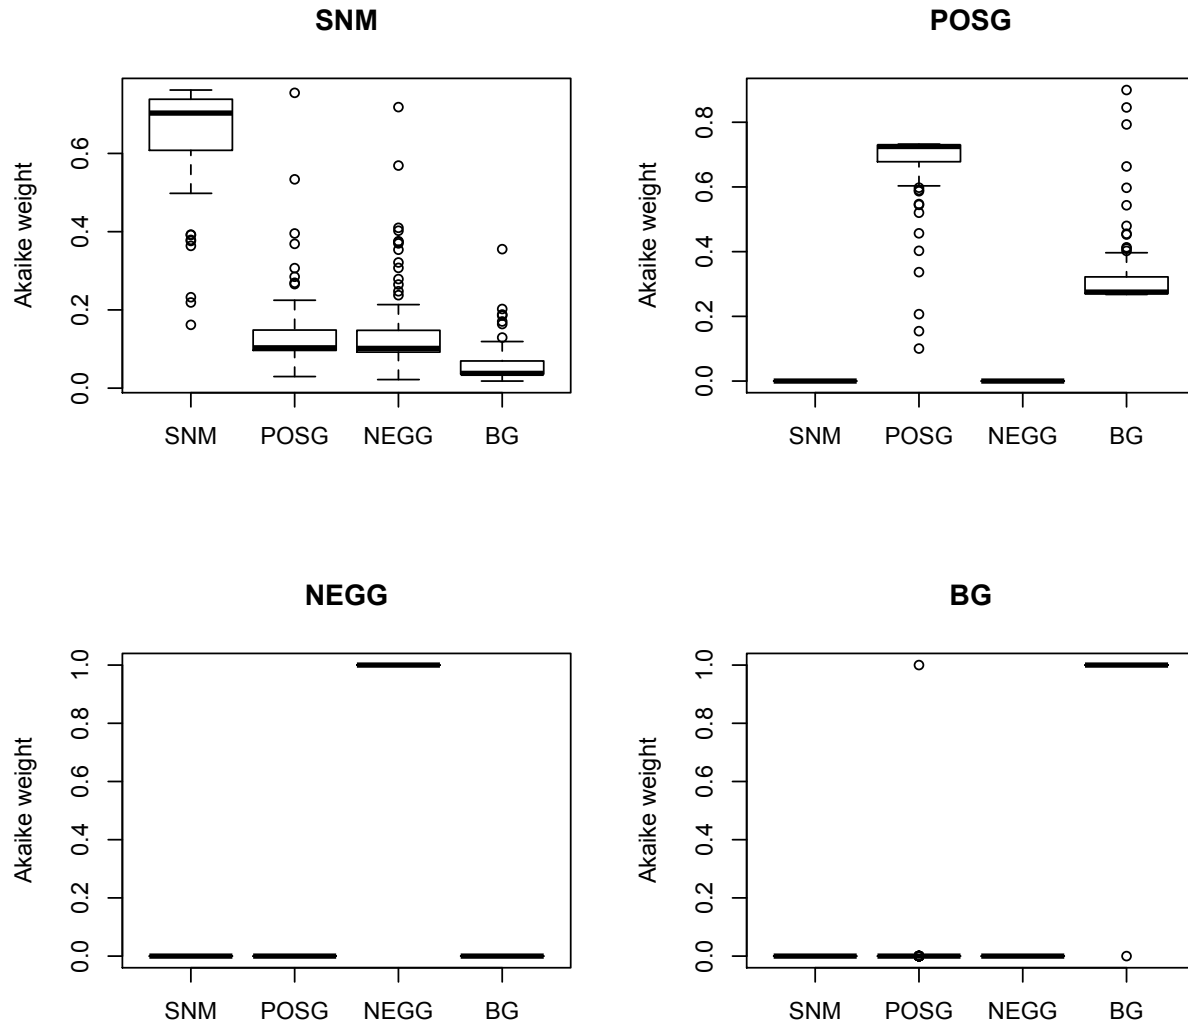 SNM
POSG
Akaike weight
0.0 0.2 0.4 0.6
SNM POSG NEGG BG
Akaike weight
0.0 0.2 0.4 0.6 0.8
SNM POSG NEGG BG
NEGG
BG
Akaike weight
0.0 0.2 0.4 0.6 0.8 1.0
SNM POSG NEGG BG
Akaike weight
0.0 0.2 0.4 0.6 0.8 1.0
SNM POSG NEGG BG